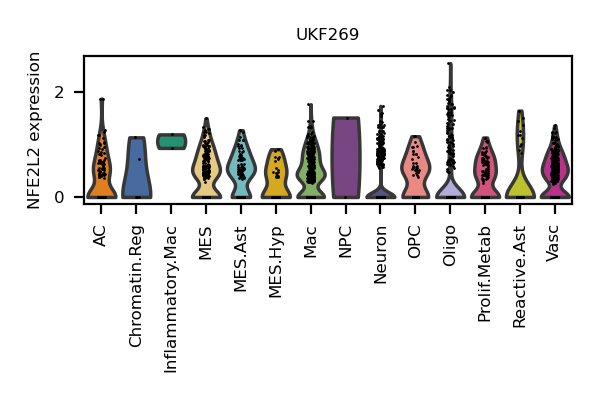 UKF269
NFE2L2 expression
2
0
AC
Chromatin.Reg
Inflammatory.Mac
MES
MES.Ast
MES.Hyp
Mac
NPC
Neuron
OPC
Oligo
Prolif.Metab
Reactive.Ast
Vasc